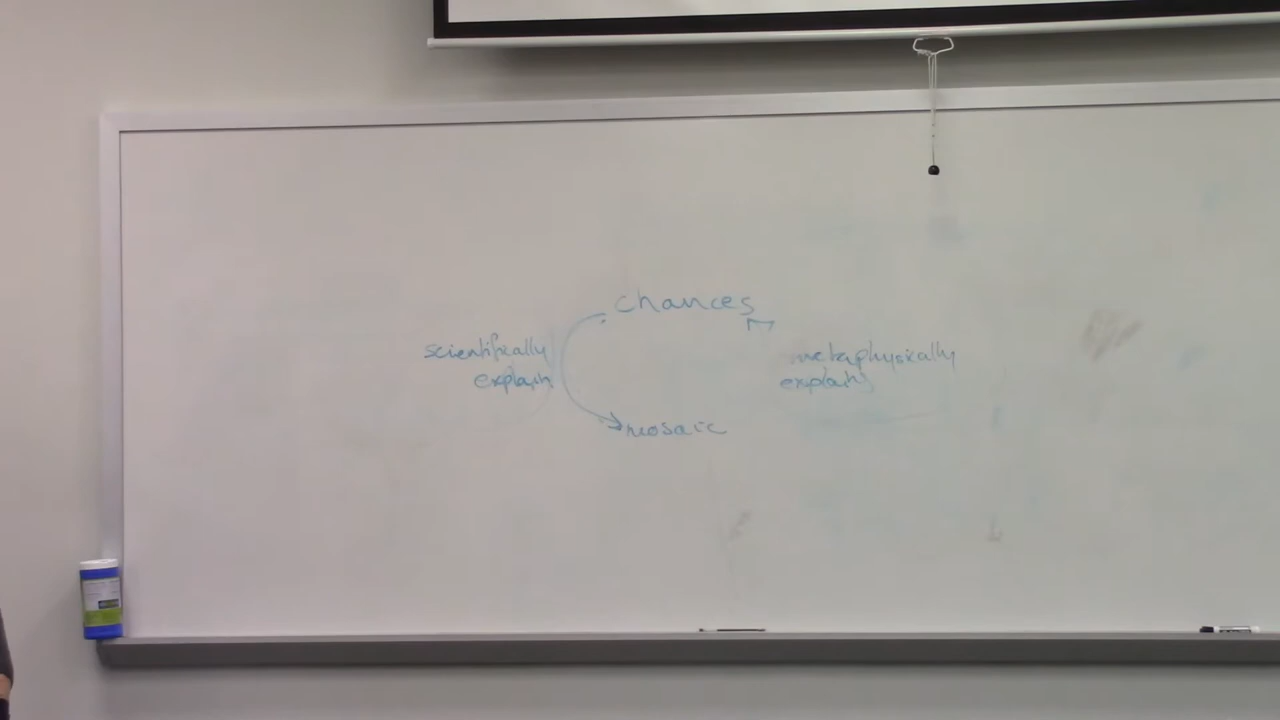 chances
scientifically
explain
metaphysically
explains
mosaic